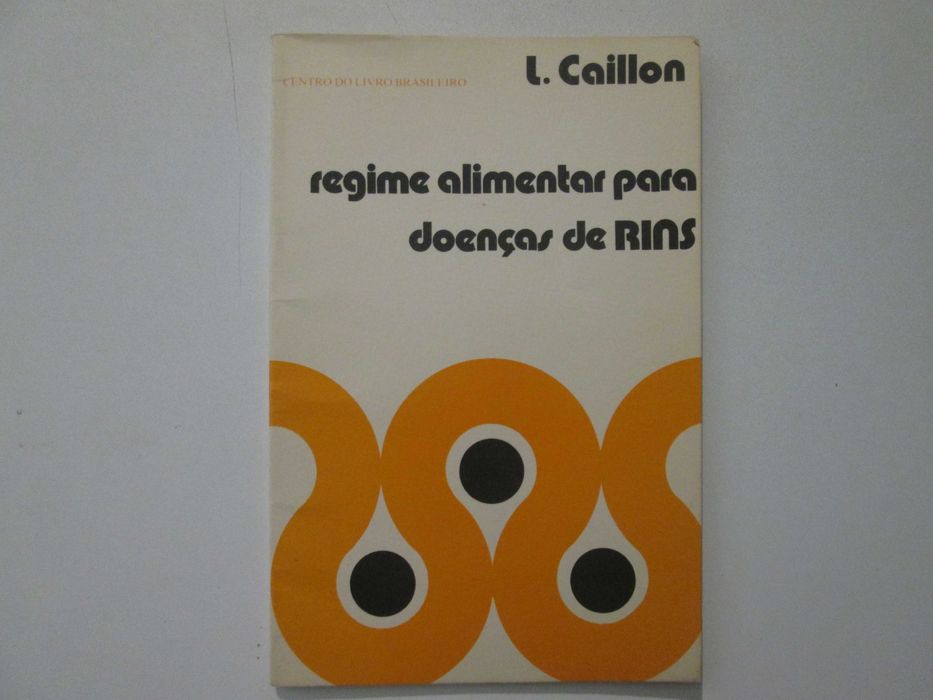 L. Caillon
CENTRO DO LIVRO BRASILEIRO
regime alimentar para
doenças de RINS